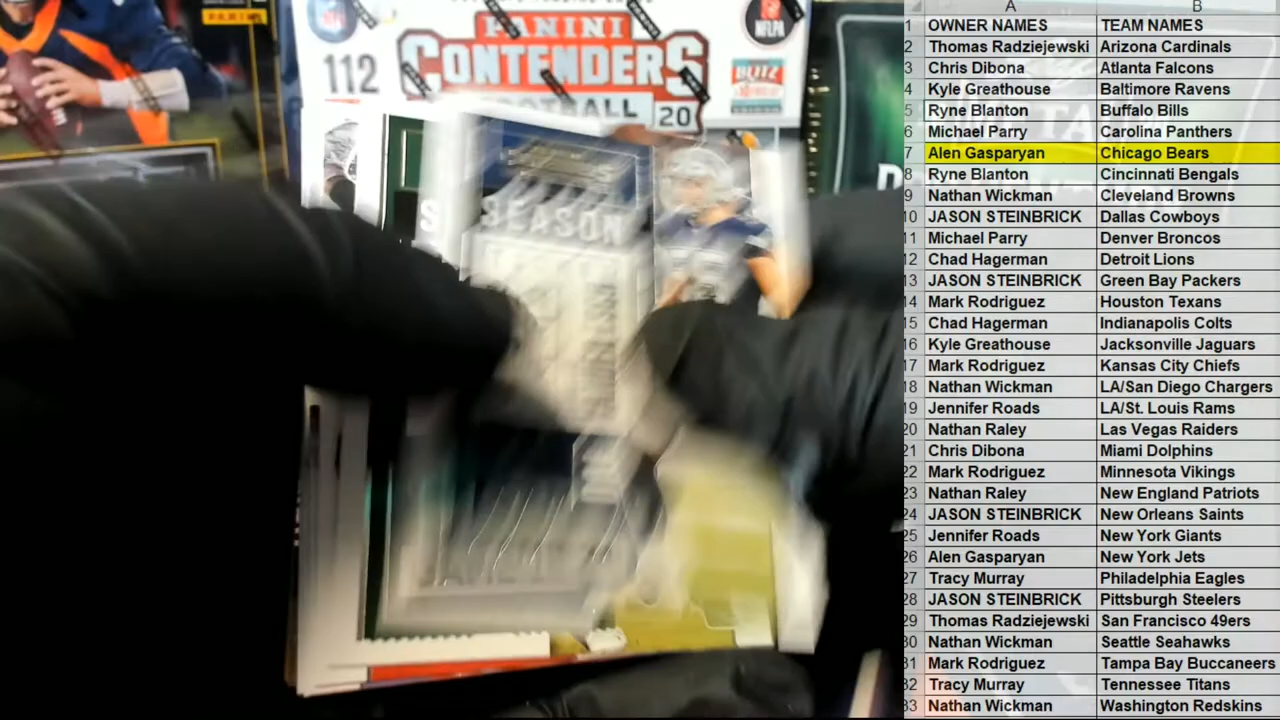 PANINI
PANINI
CONTENDERS
112
BLITZ
FOOTBALL 20
NFLPA
SEASON
A B
1 OWNER NAMES TEAM NAMES
2 Thomas Radziejewski Arizona Cardinals
3 Chris Dibona Atlanta Falcons
4 Kyle Greathouse Baltimore Ravens
5 Ryne Blanton Buffalo Bills
6 Michael Parry Carolina Panthers
7 Alen Gasparyan Chicago Bears
8 Ryne Blanton Cincinnati Bengals
9 Nathan Wickman Cleveland Browns
10 JASON STEINBRICK Dallas Cowboys
11 Michael Parry Denver Broncos
12 Chad Hagerman Detroit Lions
13 JASON STEINBRICK Green Bay Packers
14 Mark Rodriguez Houston Texans
15 Chad Hagerman Indianapolis Colts
16 Kyle Greathouse Jacksonville Jaguars
17 Mark Rodriguez Kansas City Chiefs
18 Nathan Wickman LA/San Diego Chargers
19 Jennifer Roads LA/St. Louis Rams
20 Nathan Raley Las Vegas Raiders
21 Chris Dibona Miami Dolphins
22 Mark Rodriguez Minnesota Vikings
23 Nathan Raley New England Patriots
24 JASON STEINBRICK New Orleans Saints
25 Jennifer Roads New York Giants
26 Alen Gasparyan New York Jets
27 Tracy Murray Philadelphia Eagles
28 JASON STEINBRICK Pittsburgh Steelers
29 Thomas Radziejewski San Francisco 49ers
30 Nathan Wickman Seattle Seahawks
31 Mark Rodriguez Tampa Bay Buccaneers
32 Tracy Murray Tennessee Titans
33 Nathan Wickman Washington Redskins